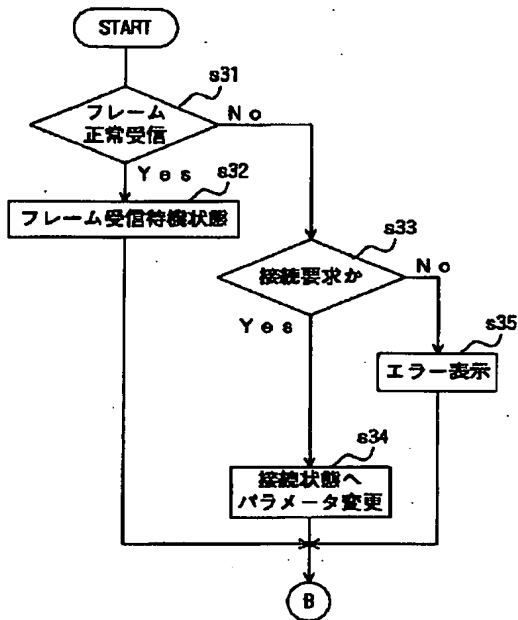 START
s31
フレーム
正常受信
No
Yes
s32
フレーム受信待機状態
s33
接続要求か
No
Yes
s35
エラー表示
s34
接続状態へ
パラメータ変更
B